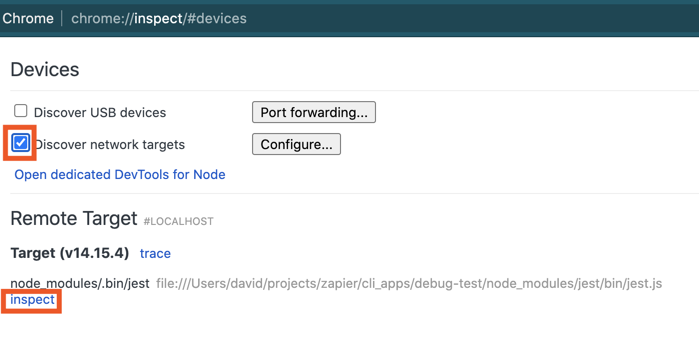 Chrome | chrome://inspect/#devices
Devices
Discover USB devices Port forwarding...
Discover network targets Configure...
Open dedicated DevTools for Node
Remote Target #LOCALHOST
Target (v14.15.4) trace
node_modules/.bin/jest file:///Users/david/projects/zapier/cli_apps/debug-test/node_modules/jest/bin/jest.js
inspect